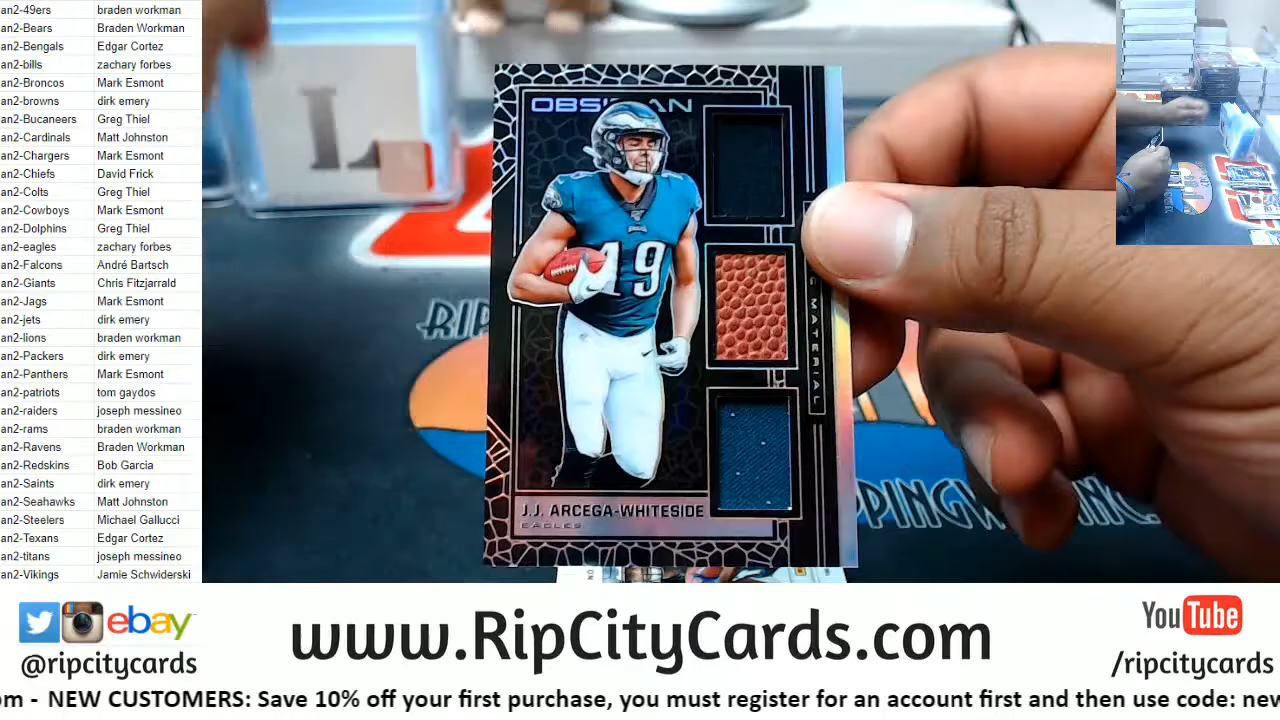 an2-49ers braden workman
an2-Bears Braden Workman
an2-Bengals Edgar Cortez
an2-bills zachary forbes
an2-Broncos Mark Esmont
an2-browns dirk emery
an2-Bucaneers Greg Thiel
an2-Cardinals Matt Johnston
an2-Chargers Mark Esmont
an2-Chiefs David Frick
an2-Colts Greg Thiel
an2-Cowboys Mark Esmont
an2-Dolphins Greg Thiel
an2-eagles zachary forbes
an2-Falcons André Bartsch
an2-Giants Chris Fitzjarrald
an2-Jags Mark Esmont
an2-jets dirk emery
an2-lions braden workman
an2-Packers dirk emery
an2-Panthers Mark Esmont
an2-patriots tom gaydos
an2-raiders joseph messineo
an2-rams braden workman
an2-Ravens Braden Workman
an2-Redskins Bob Garcia
an2-Saints dirk emery
an2-Seahawks Matt Johnston
an2-Steelers Michael Gallucci
an2-Texans Edgar Cortez
an2-titans joseph messineo
an2-Vikings Jamie Schwiderski
OBSIDIAN
19
MATERIAL
J.J. ARCEGA-WHITESIDE
EAGLES
RIP
PPINGW
INC
ebay
@ripcitycards
www.RipCityCards.com
YouTube
/ripcitycards
om - NEW CUSTOMERS: Save 10% off your first purchase, you must register for an account first and then use code: new